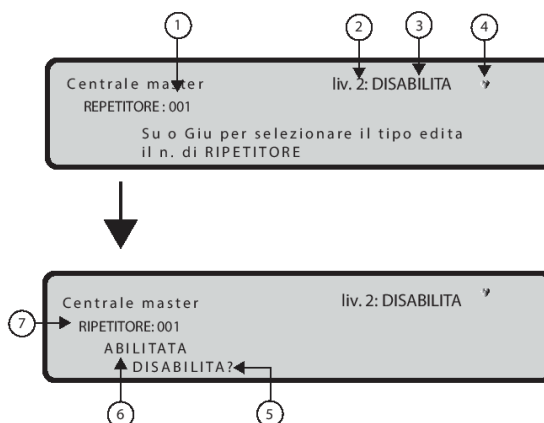 1 2 3 4
Centrale master liv. 2: DISABILITA
REPETITORE : 001
Su o Giu per selezionare il tipo edita
il n. di RIPETITORE
Centrale master liv. 2: DISABILITA
7 RIPETITORE: 001
ABILITATA
DISABILITA?
6 5